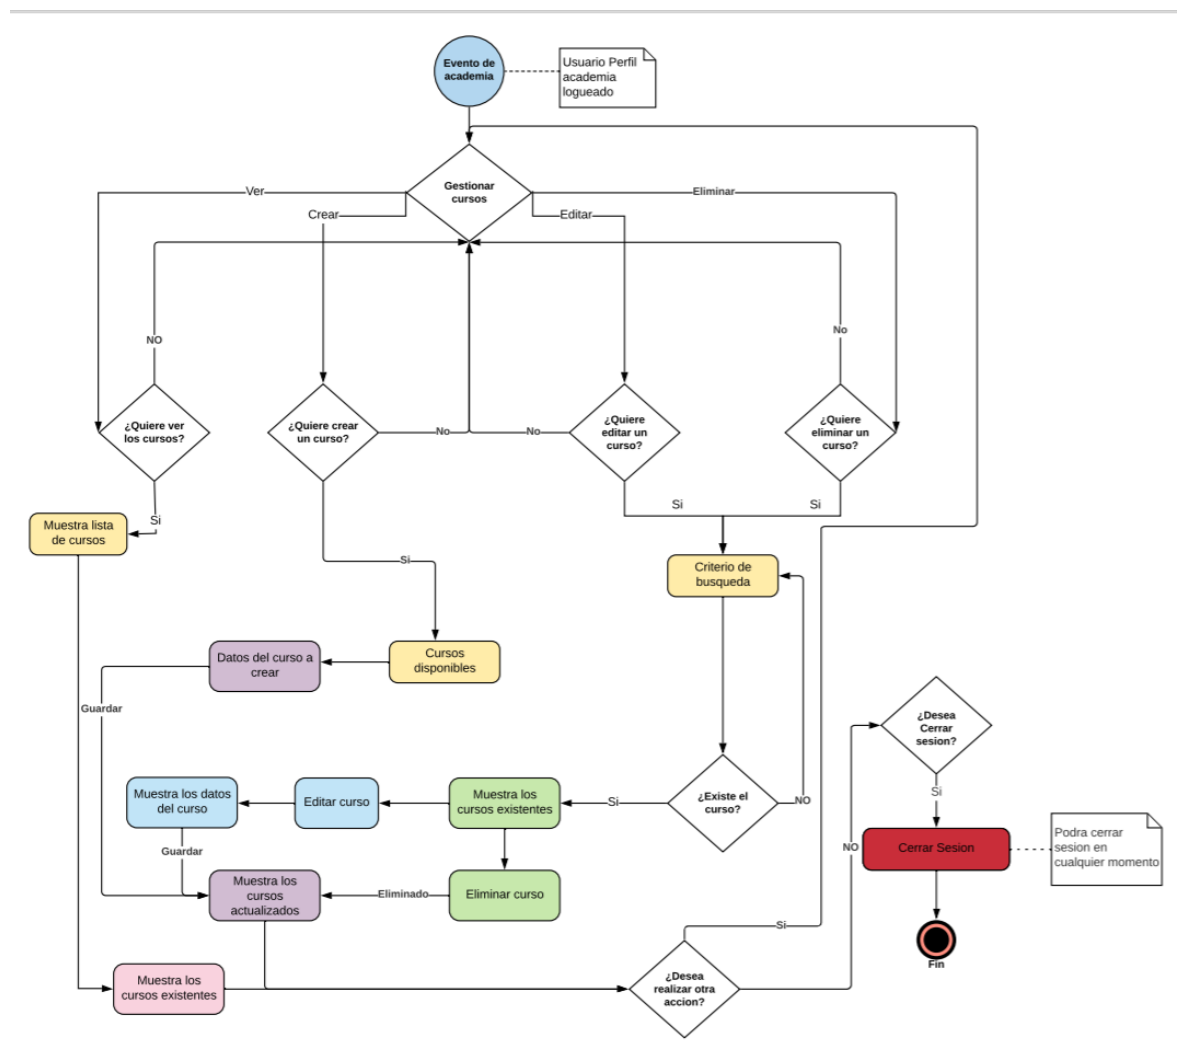 Evento de
academia
Usuario Perfil
academia
logueado
Gestionar
cursos
Ver
Eliminar
Crear
Editar
NO
No
¿Quiere ver
los cursos?
¿Quiere crear
un curso?
No
No
¿Quiere
editar un
curso?
¿Quiere
eliminar un
curso?
Si
Si
Si
Muestra lista
de cursos
Si
Criterio de
busqueda
Datos del curso a
crear
Cursos
disponibles
Guardar
¿Desea
Cerrar
sesion?
Muestra los datos
del curso
Editar curso
Muestra los
cursos existentes
Si
¿Existe el
curso?
NO
Si
Guardar
NO
Cerrar Sesion
Podra cerrar
sesion en
cualquier momento
Muestra los
cursos
actualizados
Eliminado
Eliminar curso
Si
Fin
Muestra los
cursos existentes
¿Desea
realizar otra
accion?